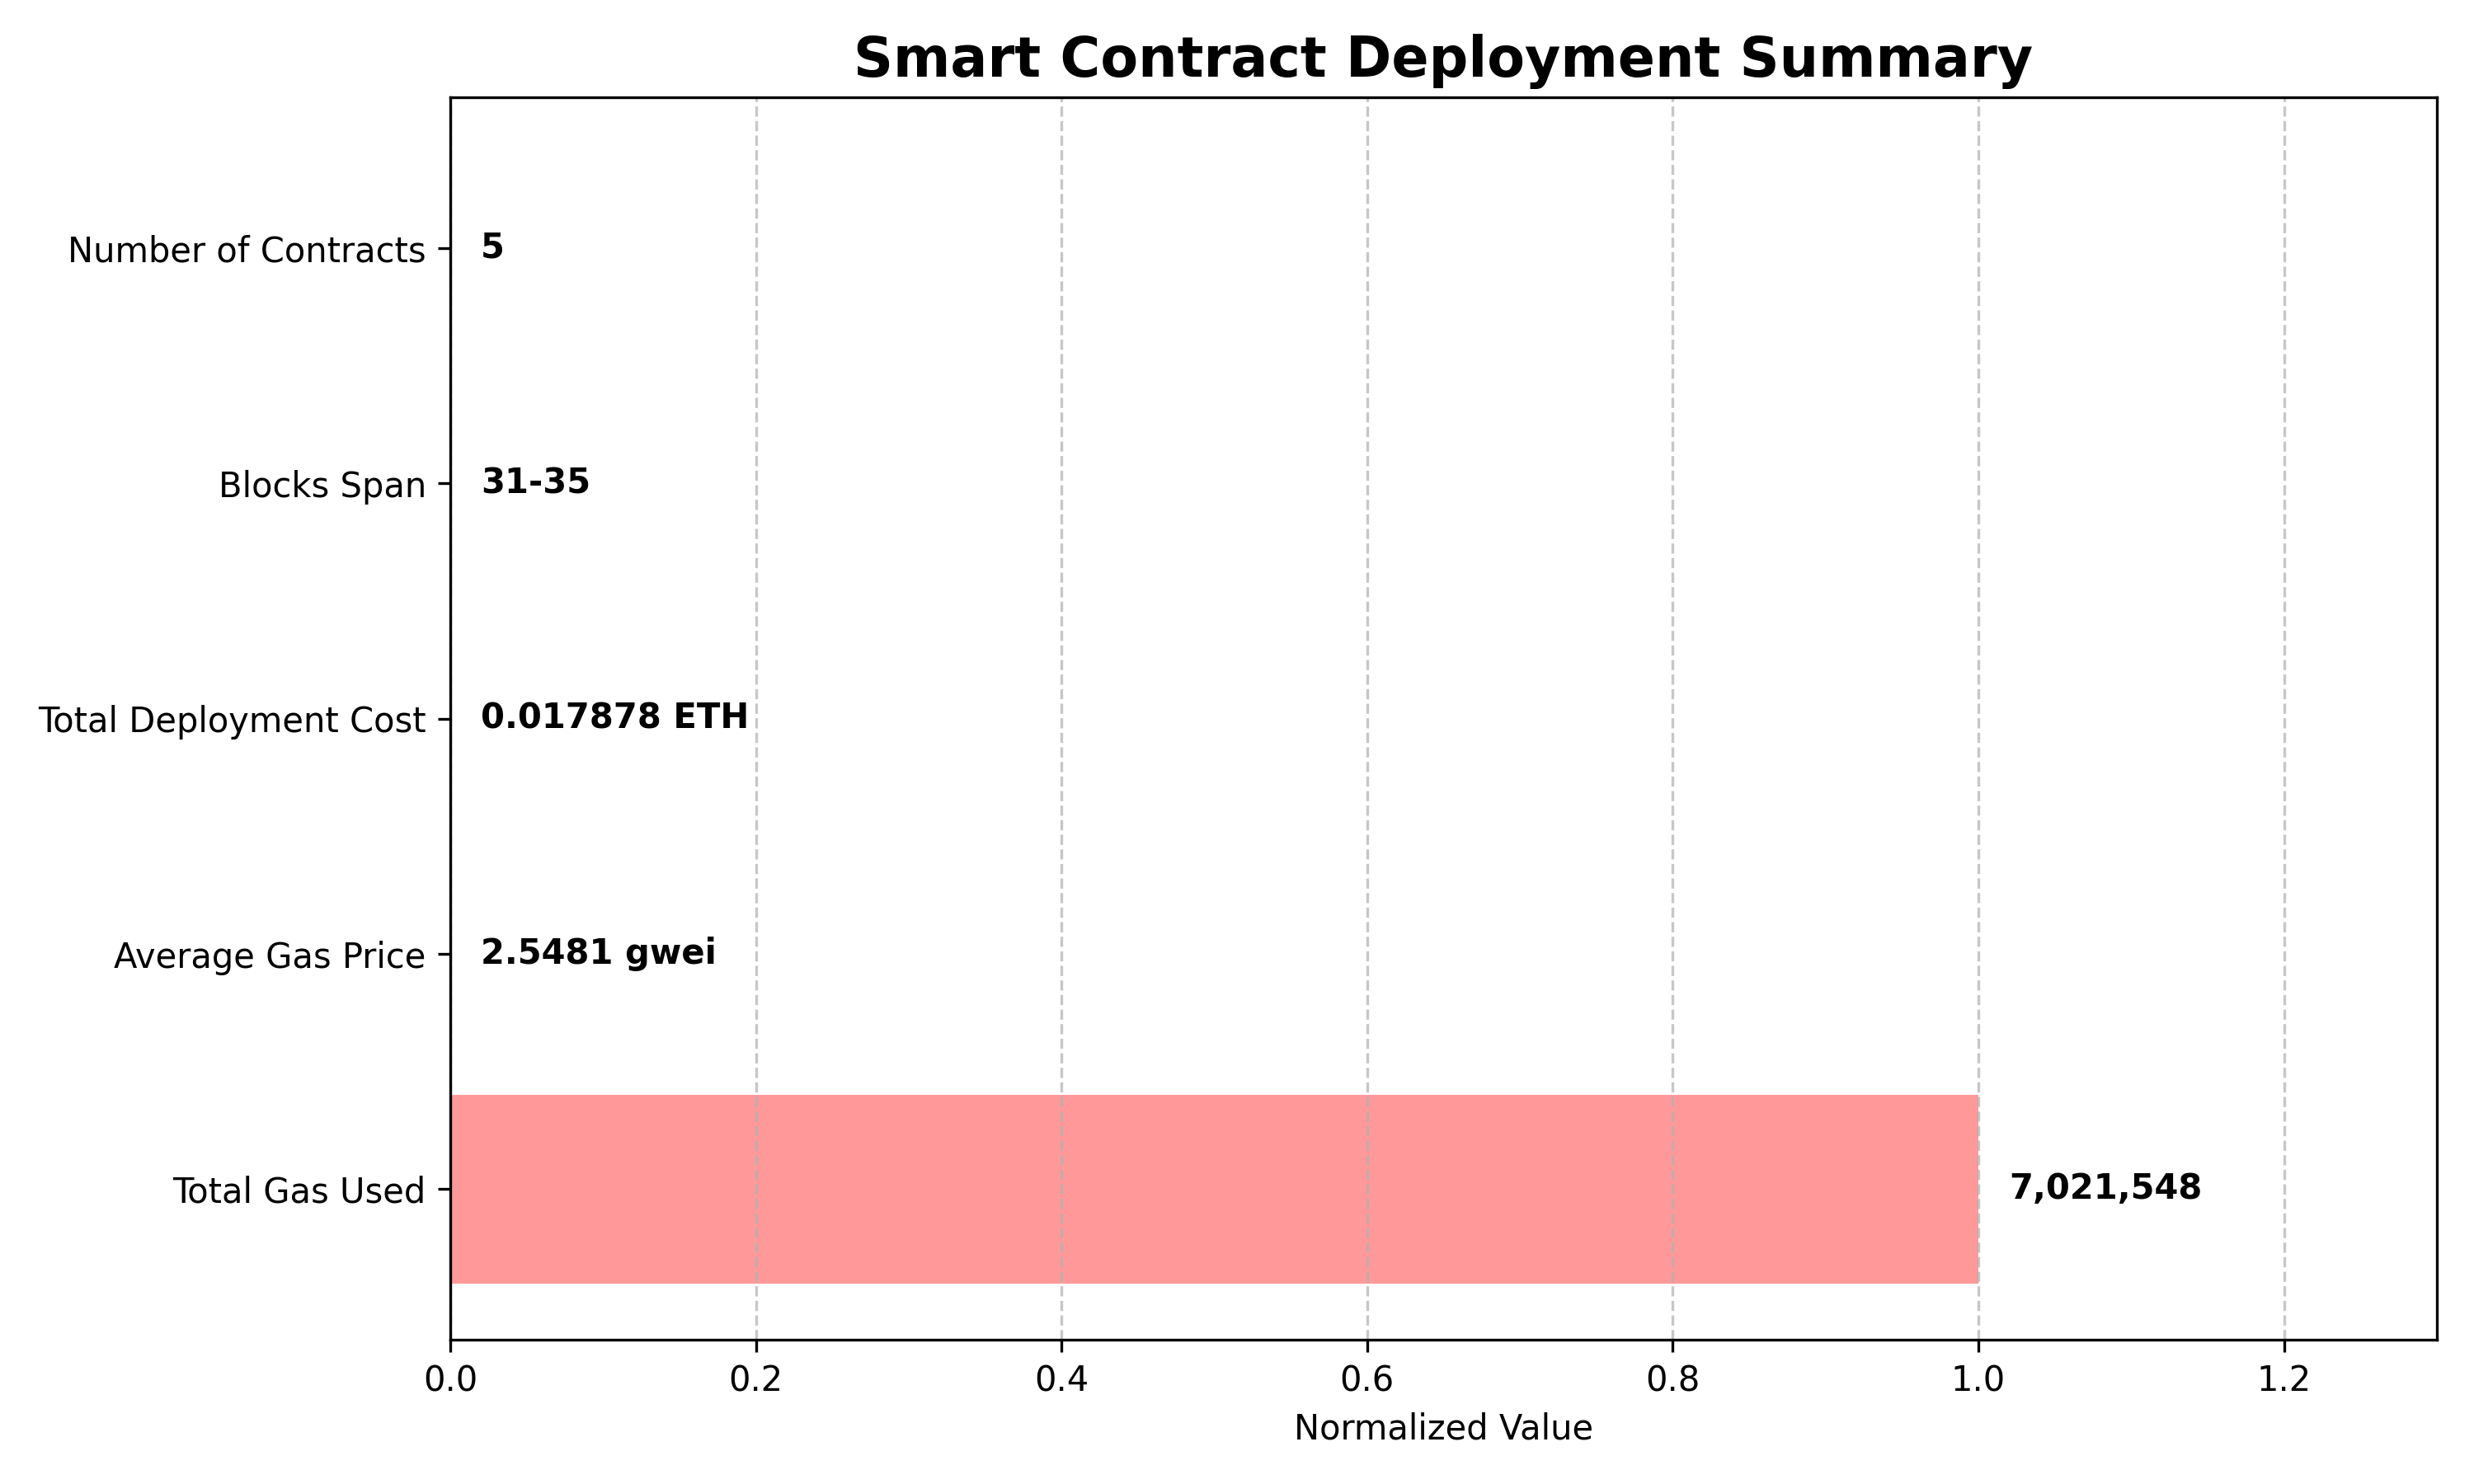 Smart Contract Deployment Summary
Number of Contracts 5
Blocks Span 31-35
Total Deployment Cost 0.017878 ETH
Average Gas Price 2.5481 gwei
Total Gas Used 7,021,548
0.0 0.2 0.4 0.6 0.8 1.0 1.2
Normalized Value